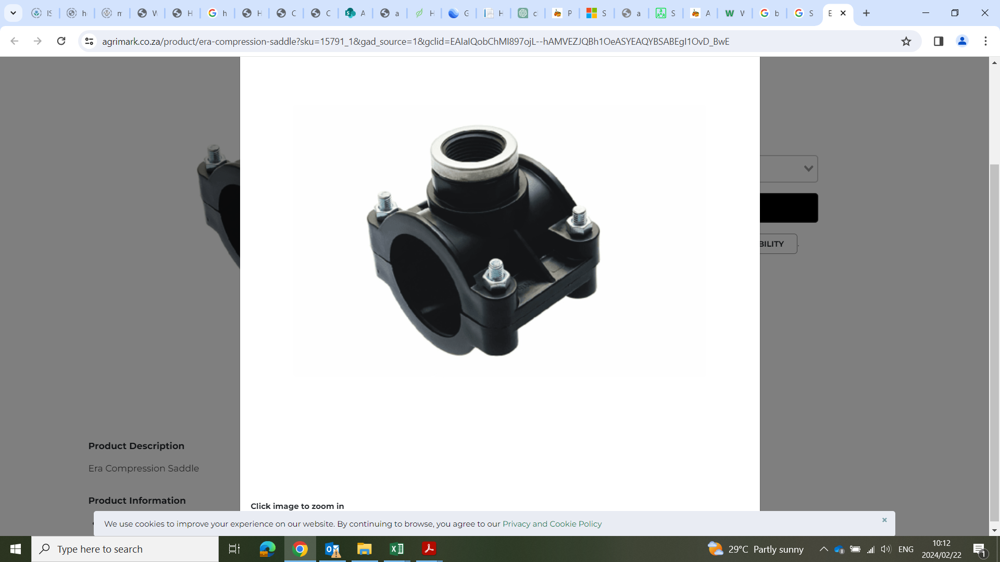 IS
h
m
W
H
h
H
C
C
A
a
H
G
H
cl
P
S
a
S
A
W
b
S
E
agrimark.co.za/product/era-compression-saddle?sku=15791_1&gad_source=1&gclid=EAIaIQobChMI897ojL--hAMVEZJQBh1OeASYEAQYBSABEgI1OvD_BwE
BILITY
Product Description
Era Compression Saddle
Product Information
Click image to zoom in
We use cookies to improve your experience on our website. By continuing to browse, you agree to our Privacy and Cookie Policy
Type here to search
29°C Partly sunny
ENG
10:12
2024/02/22
1